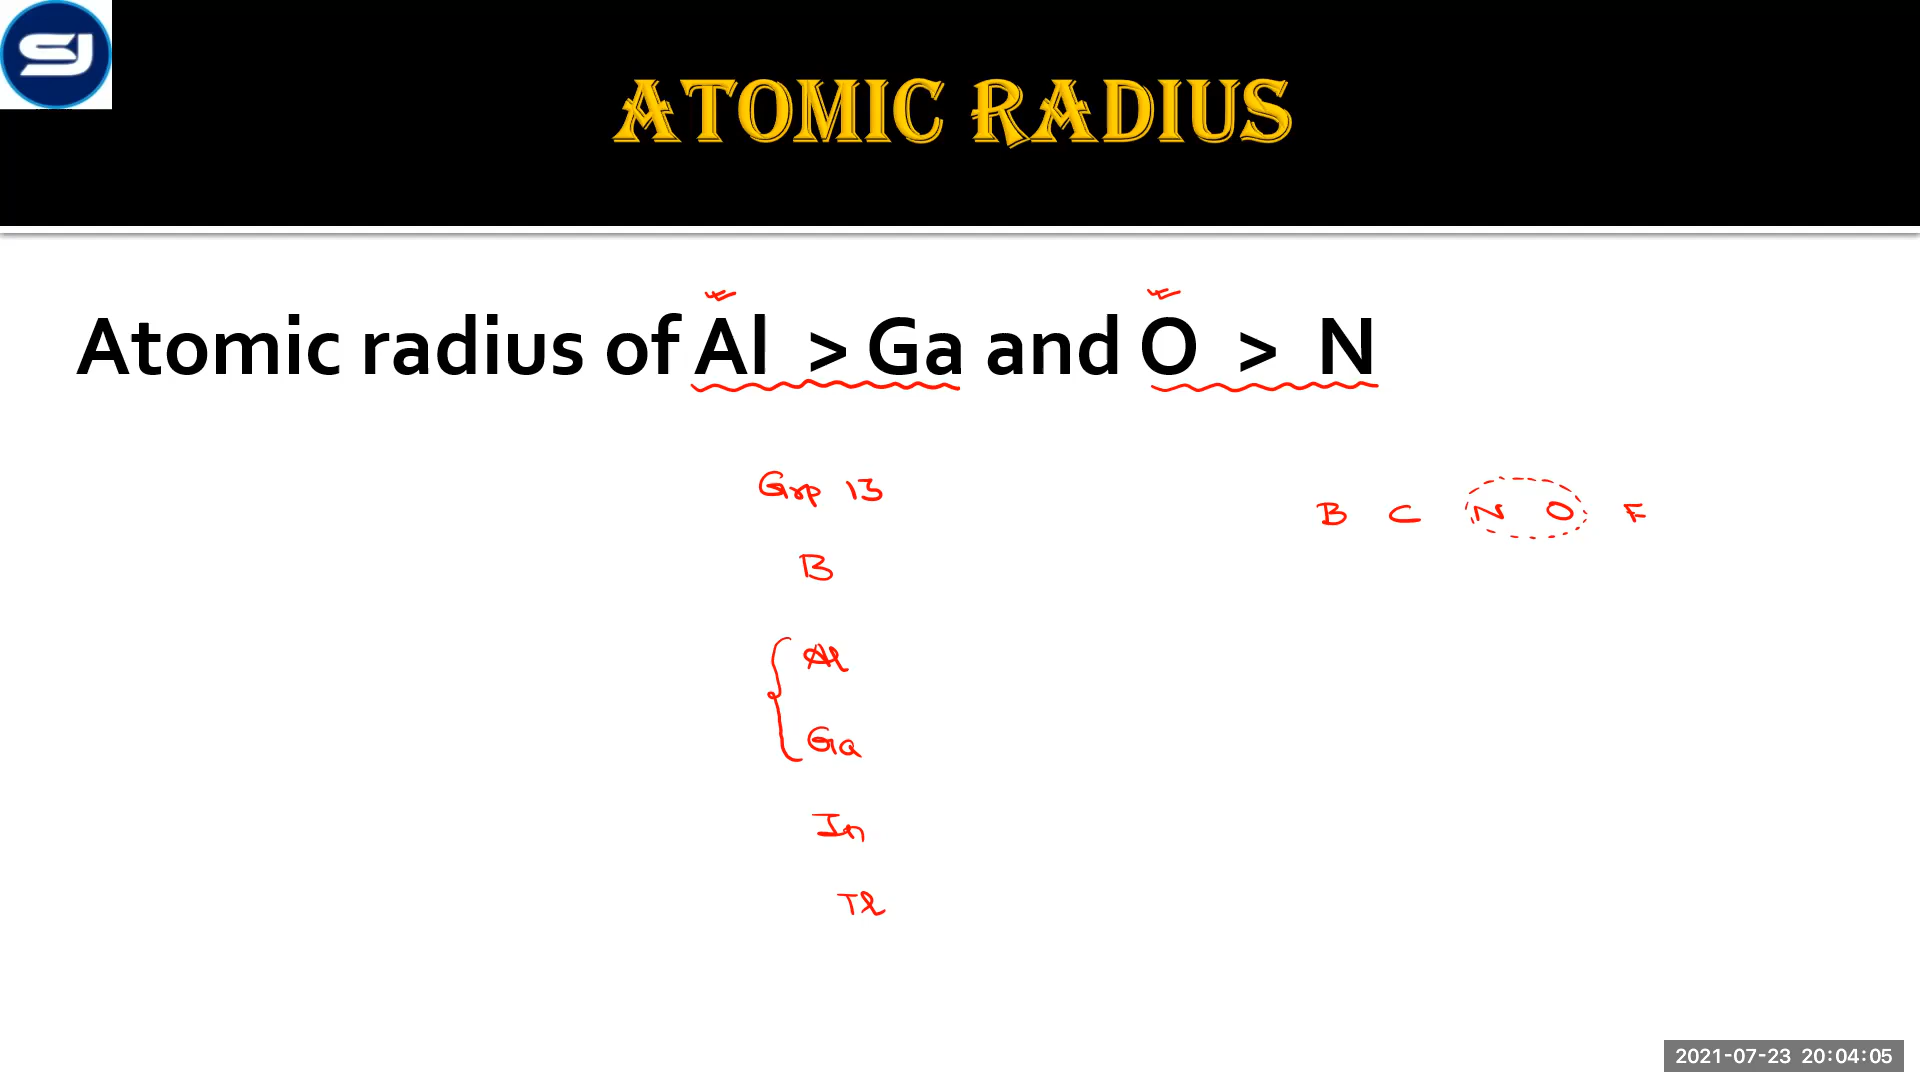 SJ
ATOMIC RADIUS
Atomic radius of Al > Ga and O > N
Grp 13
B C N O F
B
Al
Ga
In
Tl
2021-07-23 20:04:05